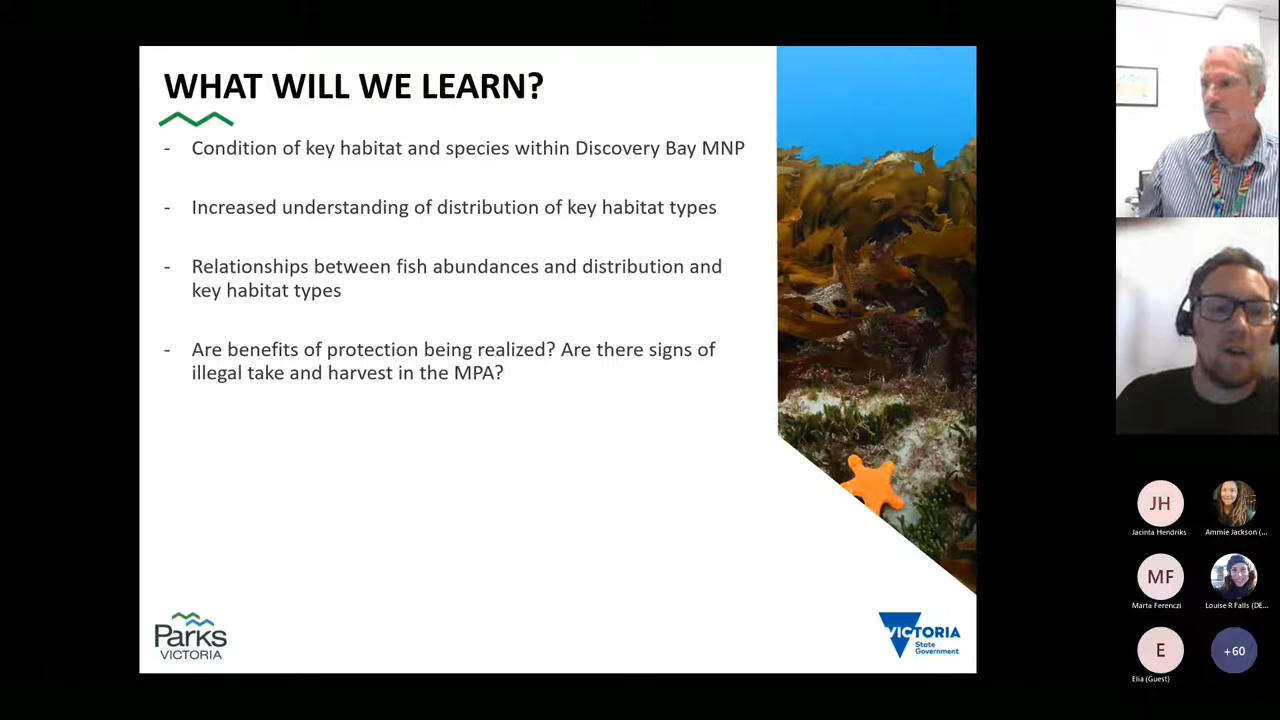 WHAT WILL WE LEARN?
- Condition of key habitat and species within Discovery Bay MNP
- Increased understanding of distribution of key habitat types
- Relationships between fish abundances and distribution and
key habitat types
- Are benefits of protection being realized? Are there signs of
illegal take and harvest in the MPA?
Parks
VICTORIA
VICTORIA
State
Government
JH
Jacinta Hendriks
Ammie Jackson (...
MF
Marta Ferenczi
Louise R Falls (DE...
E
Elia (Guest)
+60